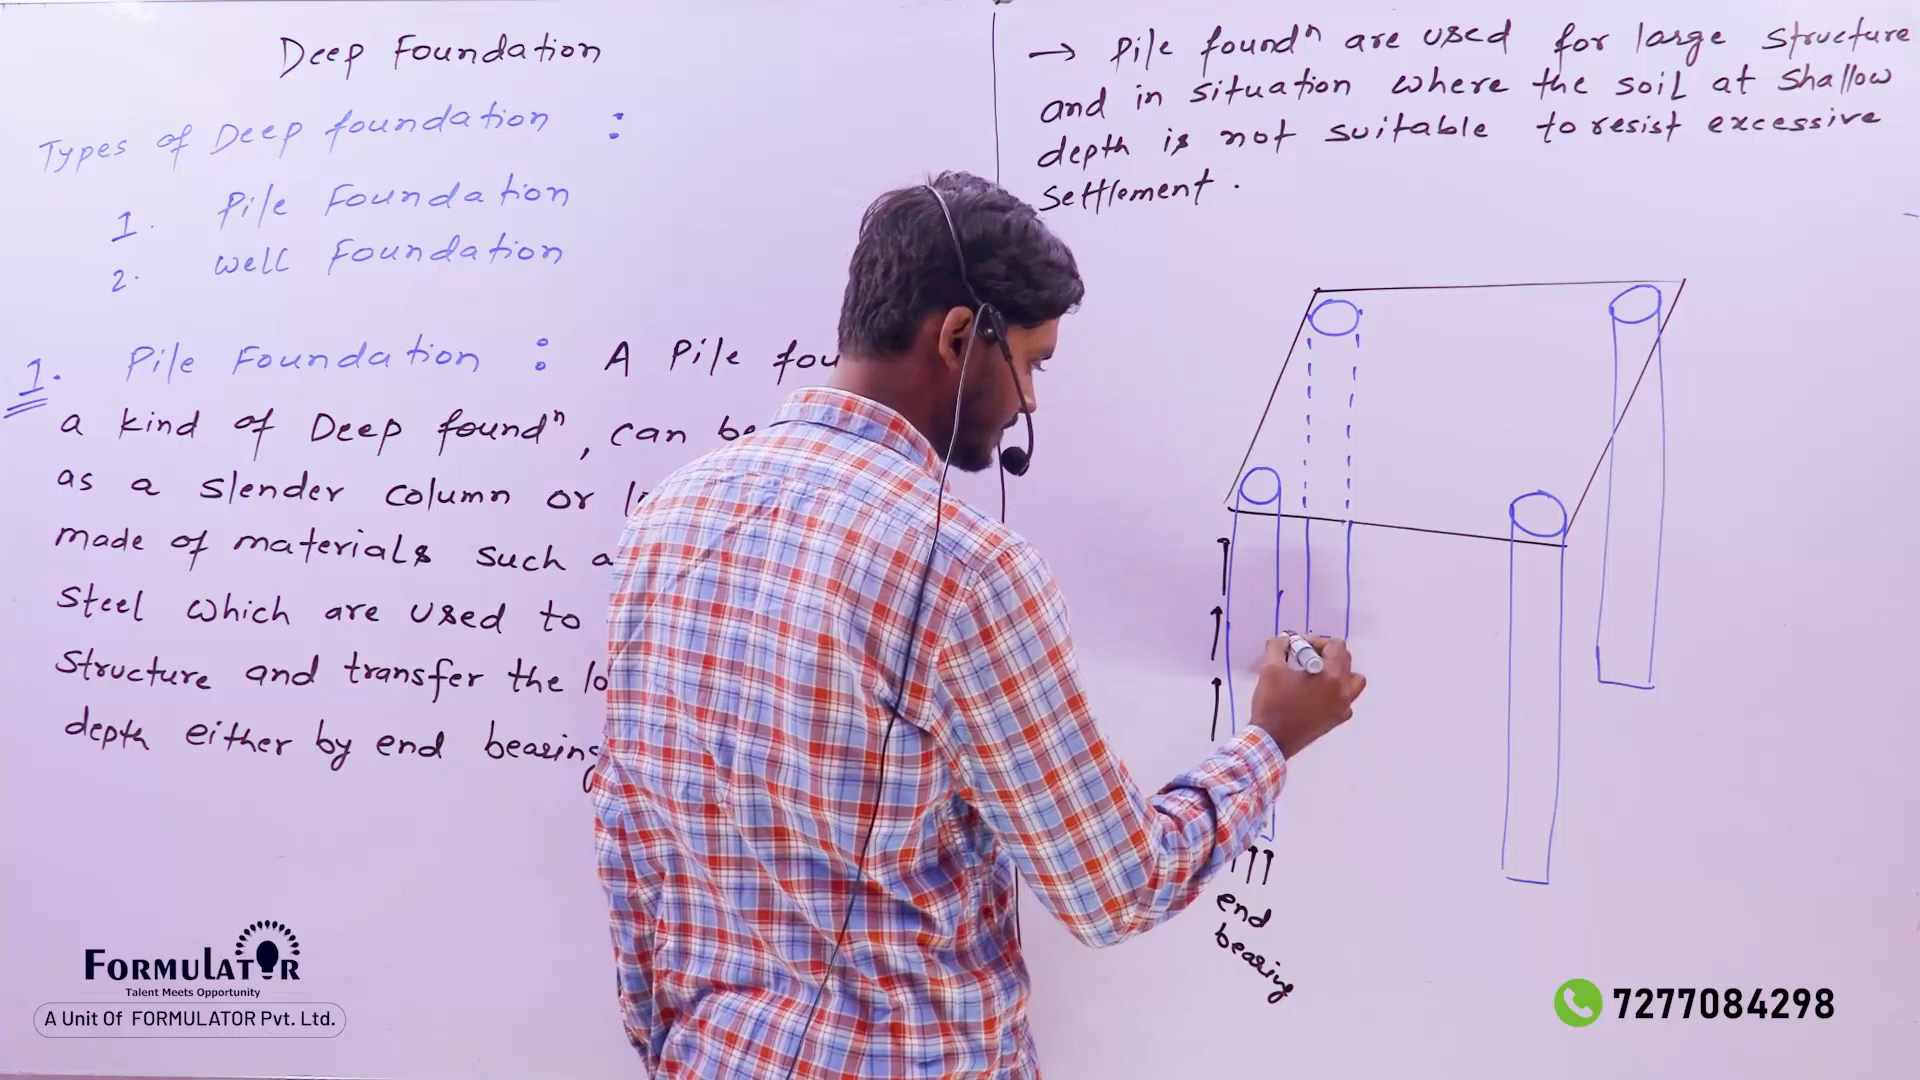 Deep Foundation
Types of Deep foundation :
1. Pile Foundation
2. Well Foundation
1. Pile Foundation : A Pile fou
a kind of Deep foundⁿ, can be
as a slender column or
made of materials such a
Steel which are used to
Structure and transfer the lo
depth either by end bearing
→ Pile foundⁿ are used for large structure
and in situation where the soil at shallow
depth is not suitable to resist excessive
settlement.
end
bearing
FORMULATOR
Talent Meets Opportunity
A Unit Of FORMULATOR Pvt. Ltd.
7277084298